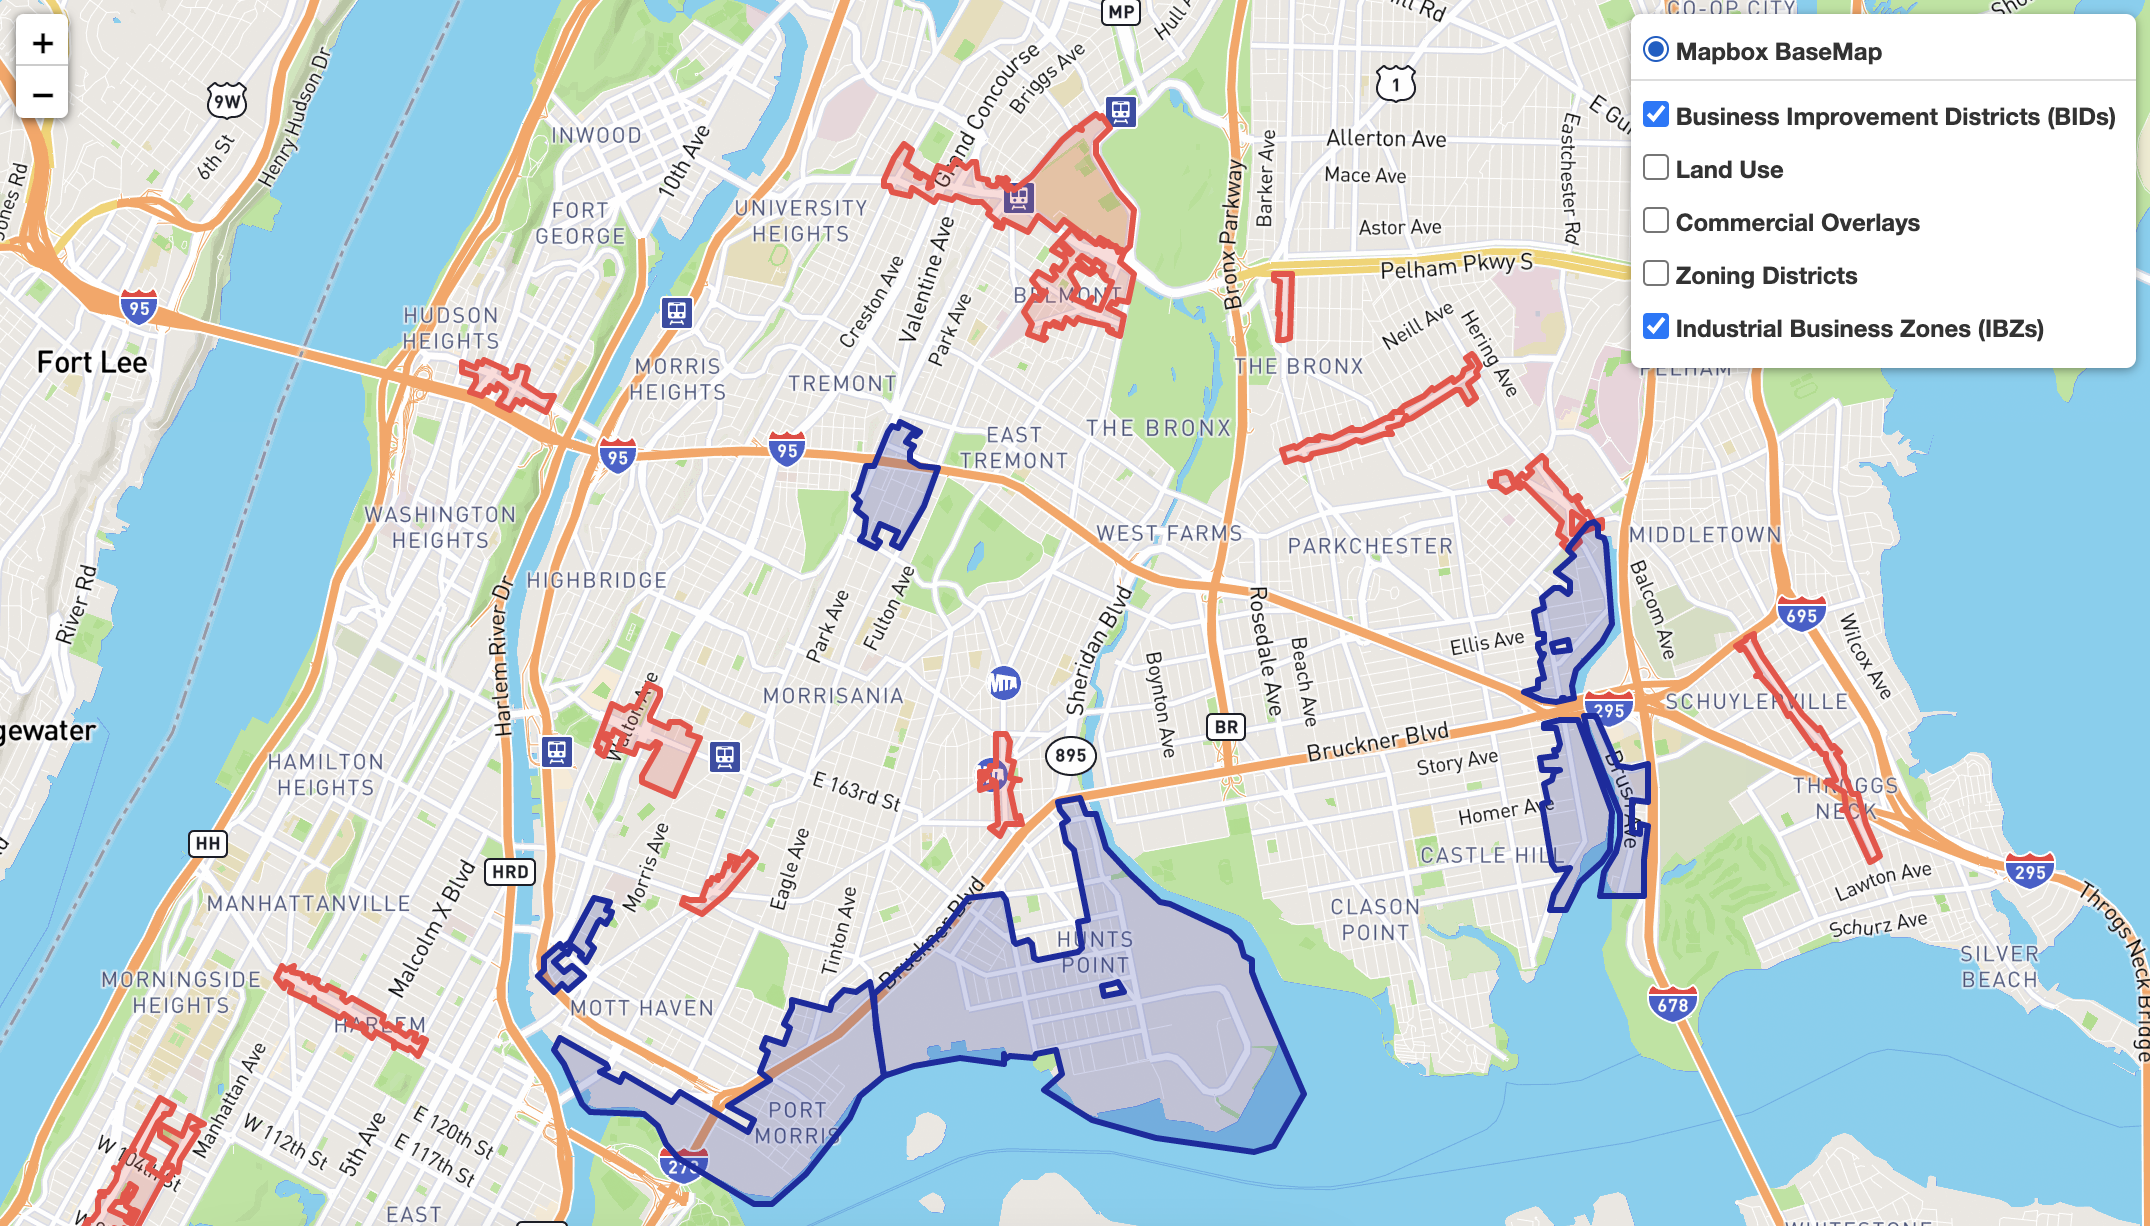 +
−
Mapbox BaseMap
Business Improvement Districts (BIDs)
Land Use
Commercial Overlays
Zoning Districts
Industrial Business Zones (IBZs)
CO-OP CITY
MP
9W
1
INWOOD
10th Ave
6th St
Henry Hudson Dr
Grand Concourse
Briggs Ave
Barker Ave
Allerton Ave
Mace Ave
Astor Ave
Eastchester Rd
Pelham Pkwy S
Bronx Parkway
FORT
GEORGE
UNIVERSITY
HEIGHTS
Valentine Ave
Creston Ave
Park Ave
BELMONT
95
HUDSON
HEIGHTS
Fort Lee
Neill Ave
Hering Ave
THE BRONX
PELHAM
MORRIS
HEIGHTS
TREMONT
95
95
EAST
TREMONT
THE BRONX
WASHINGTON
HEIGHTS
WEST FARMS
PARKCHESTER
MIDDLETOWN
HIGHBRIDGE
River Rd
Harlem River Dr
Park Ave
Fulton Ave
Sheridan Blvd
Rosedale Ave
Beach Ave
Boynton Ave
Ellis Ave
Balcom Ave
695
Wilcox Ave
MORRISANIA
MTA
Walton Ave
SCHUYLERVILLE
295
gewater
BR
895
Bruckner Blvd
Story Ave
Brush Ave
HAMILTON
HEIGHTS
E 163rd St
THROGGS
NECK
Homer Ave
HH
HRD
Morris Ave
Eagle Ave
CASTLE HILL
295
Lawton Ave
MANHATTANVILLE
Malcolm X Blvd
Tinton Ave
Bruckner Blvd
CLASON
POINT
Schurz Ave
Throgs Neck Bridge
HUNTS
POINT
SILVER
BEACH
MORNINGSIDE
HEIGHTS
HARLEM
MOTT HAVEN
678
Manhattan Ave
PORT
MORRIS
W 112th St
5th Ave
E 120th St
E 117th St
W 104th St
278
EAST
WHITESTONE